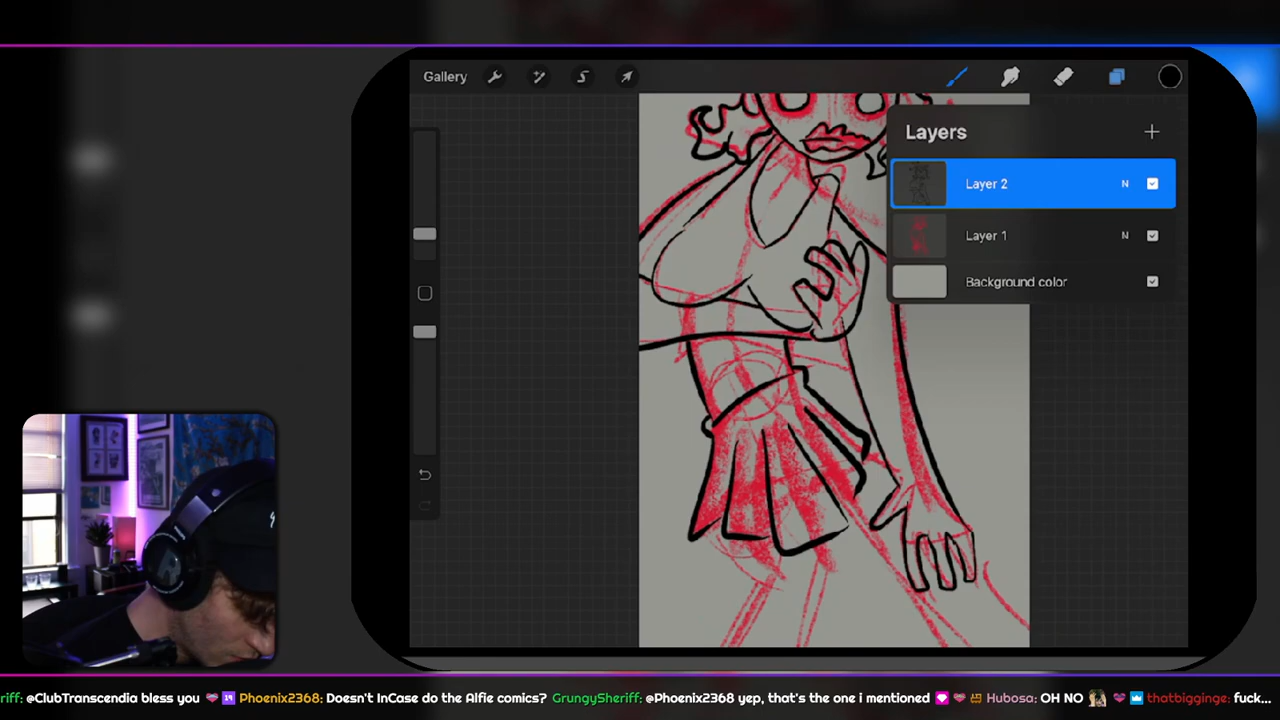 Gallery
Layers
Layer 2 N
Layer 1 N
Background color
riff: @ClubTranscendia bless you 19 Phoenix2368: Doesn't InCase do the Alfie comics? GrungySheriff: @Phoenix2368 yep, that's the one i mentioned Hubosa: OH NO thatbigginge: fuck...